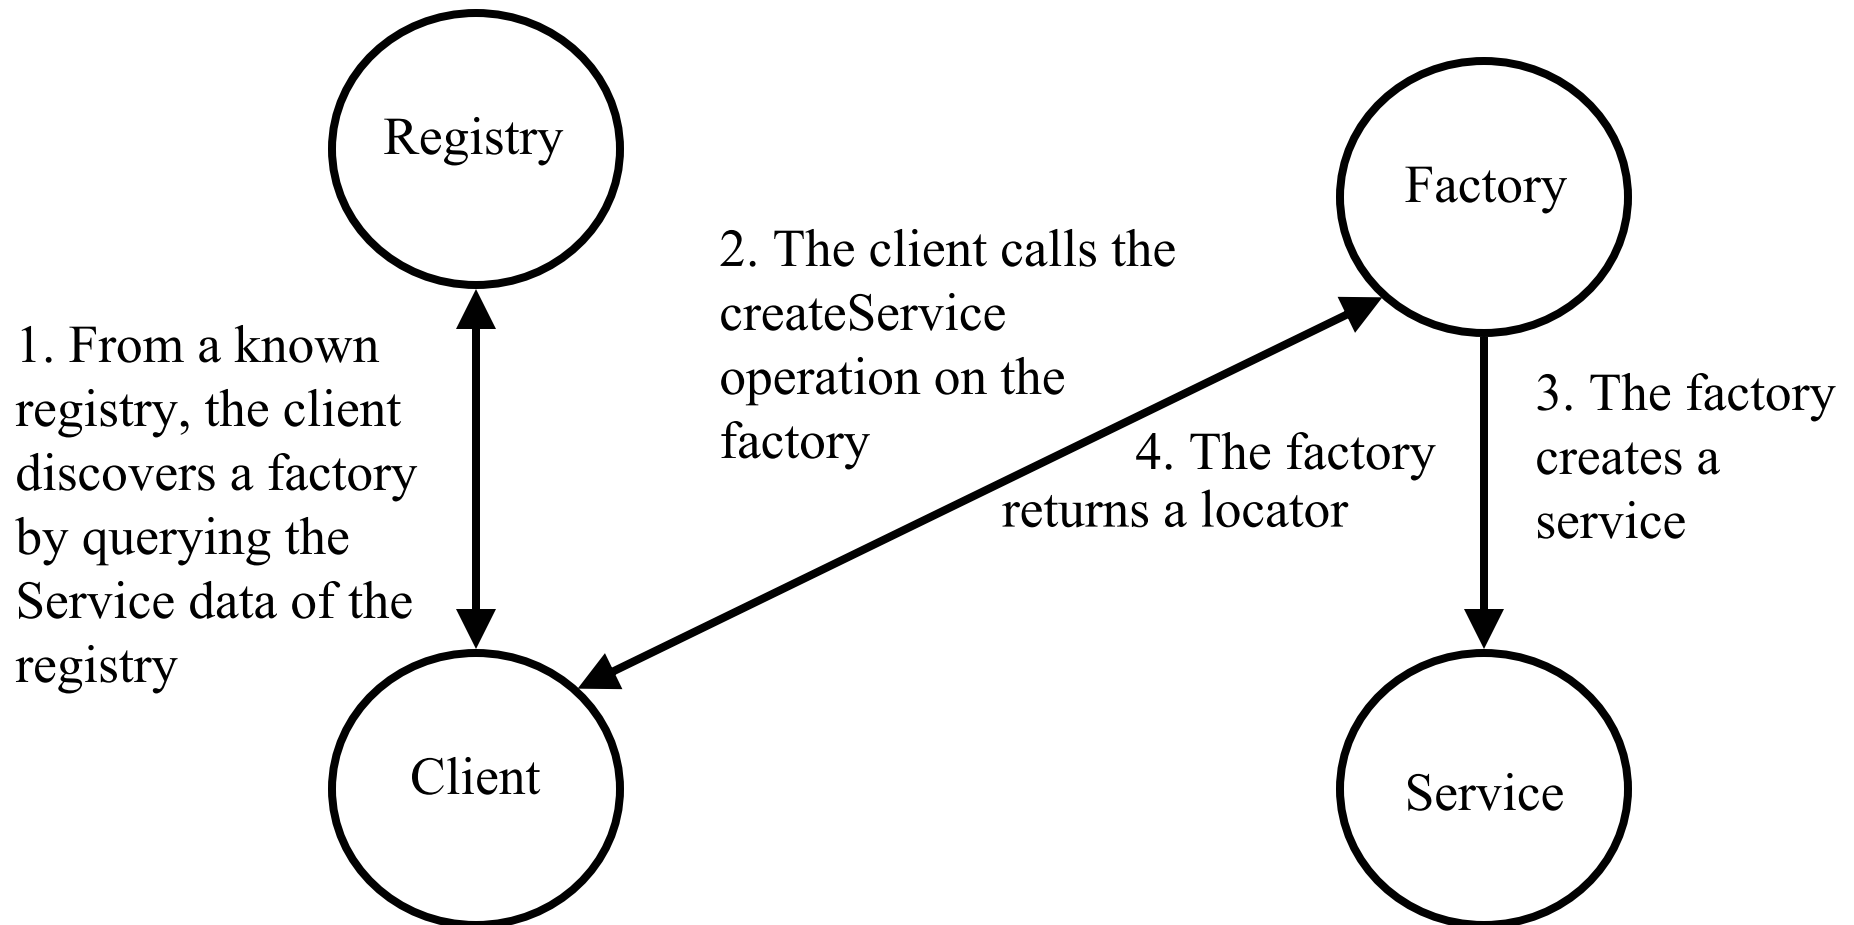 Registry
Factory
1. From a known
registry, the client
discovers a factory
by querying the
Service data of the
registry
2. The client calls the
createService
operation on the
factory
4. The factory
returns a locator
3. The factory
creates a
service
Client
Service